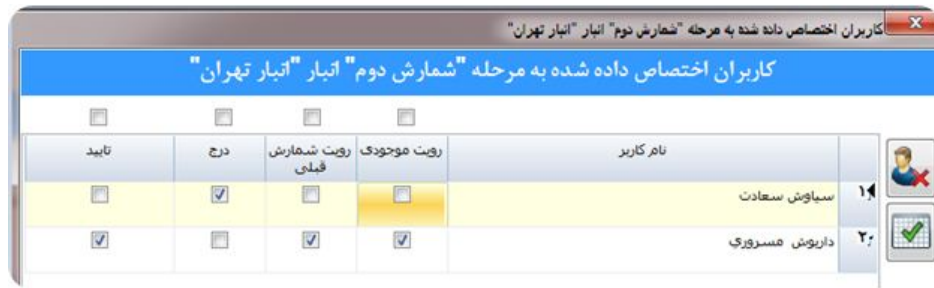 کاربران اختصاص داده شده به مرحله "شمارش دوم" انبار "انبار تهران"
کاربران اختصاص داده شده به مرحله "شمارش دوم" انبار "انبار تهران"
نام کاربر رویت موجودی رویت شمارش قبلی درج تایید
۱ سیاوش سعادت
۲ داریوش مسروري